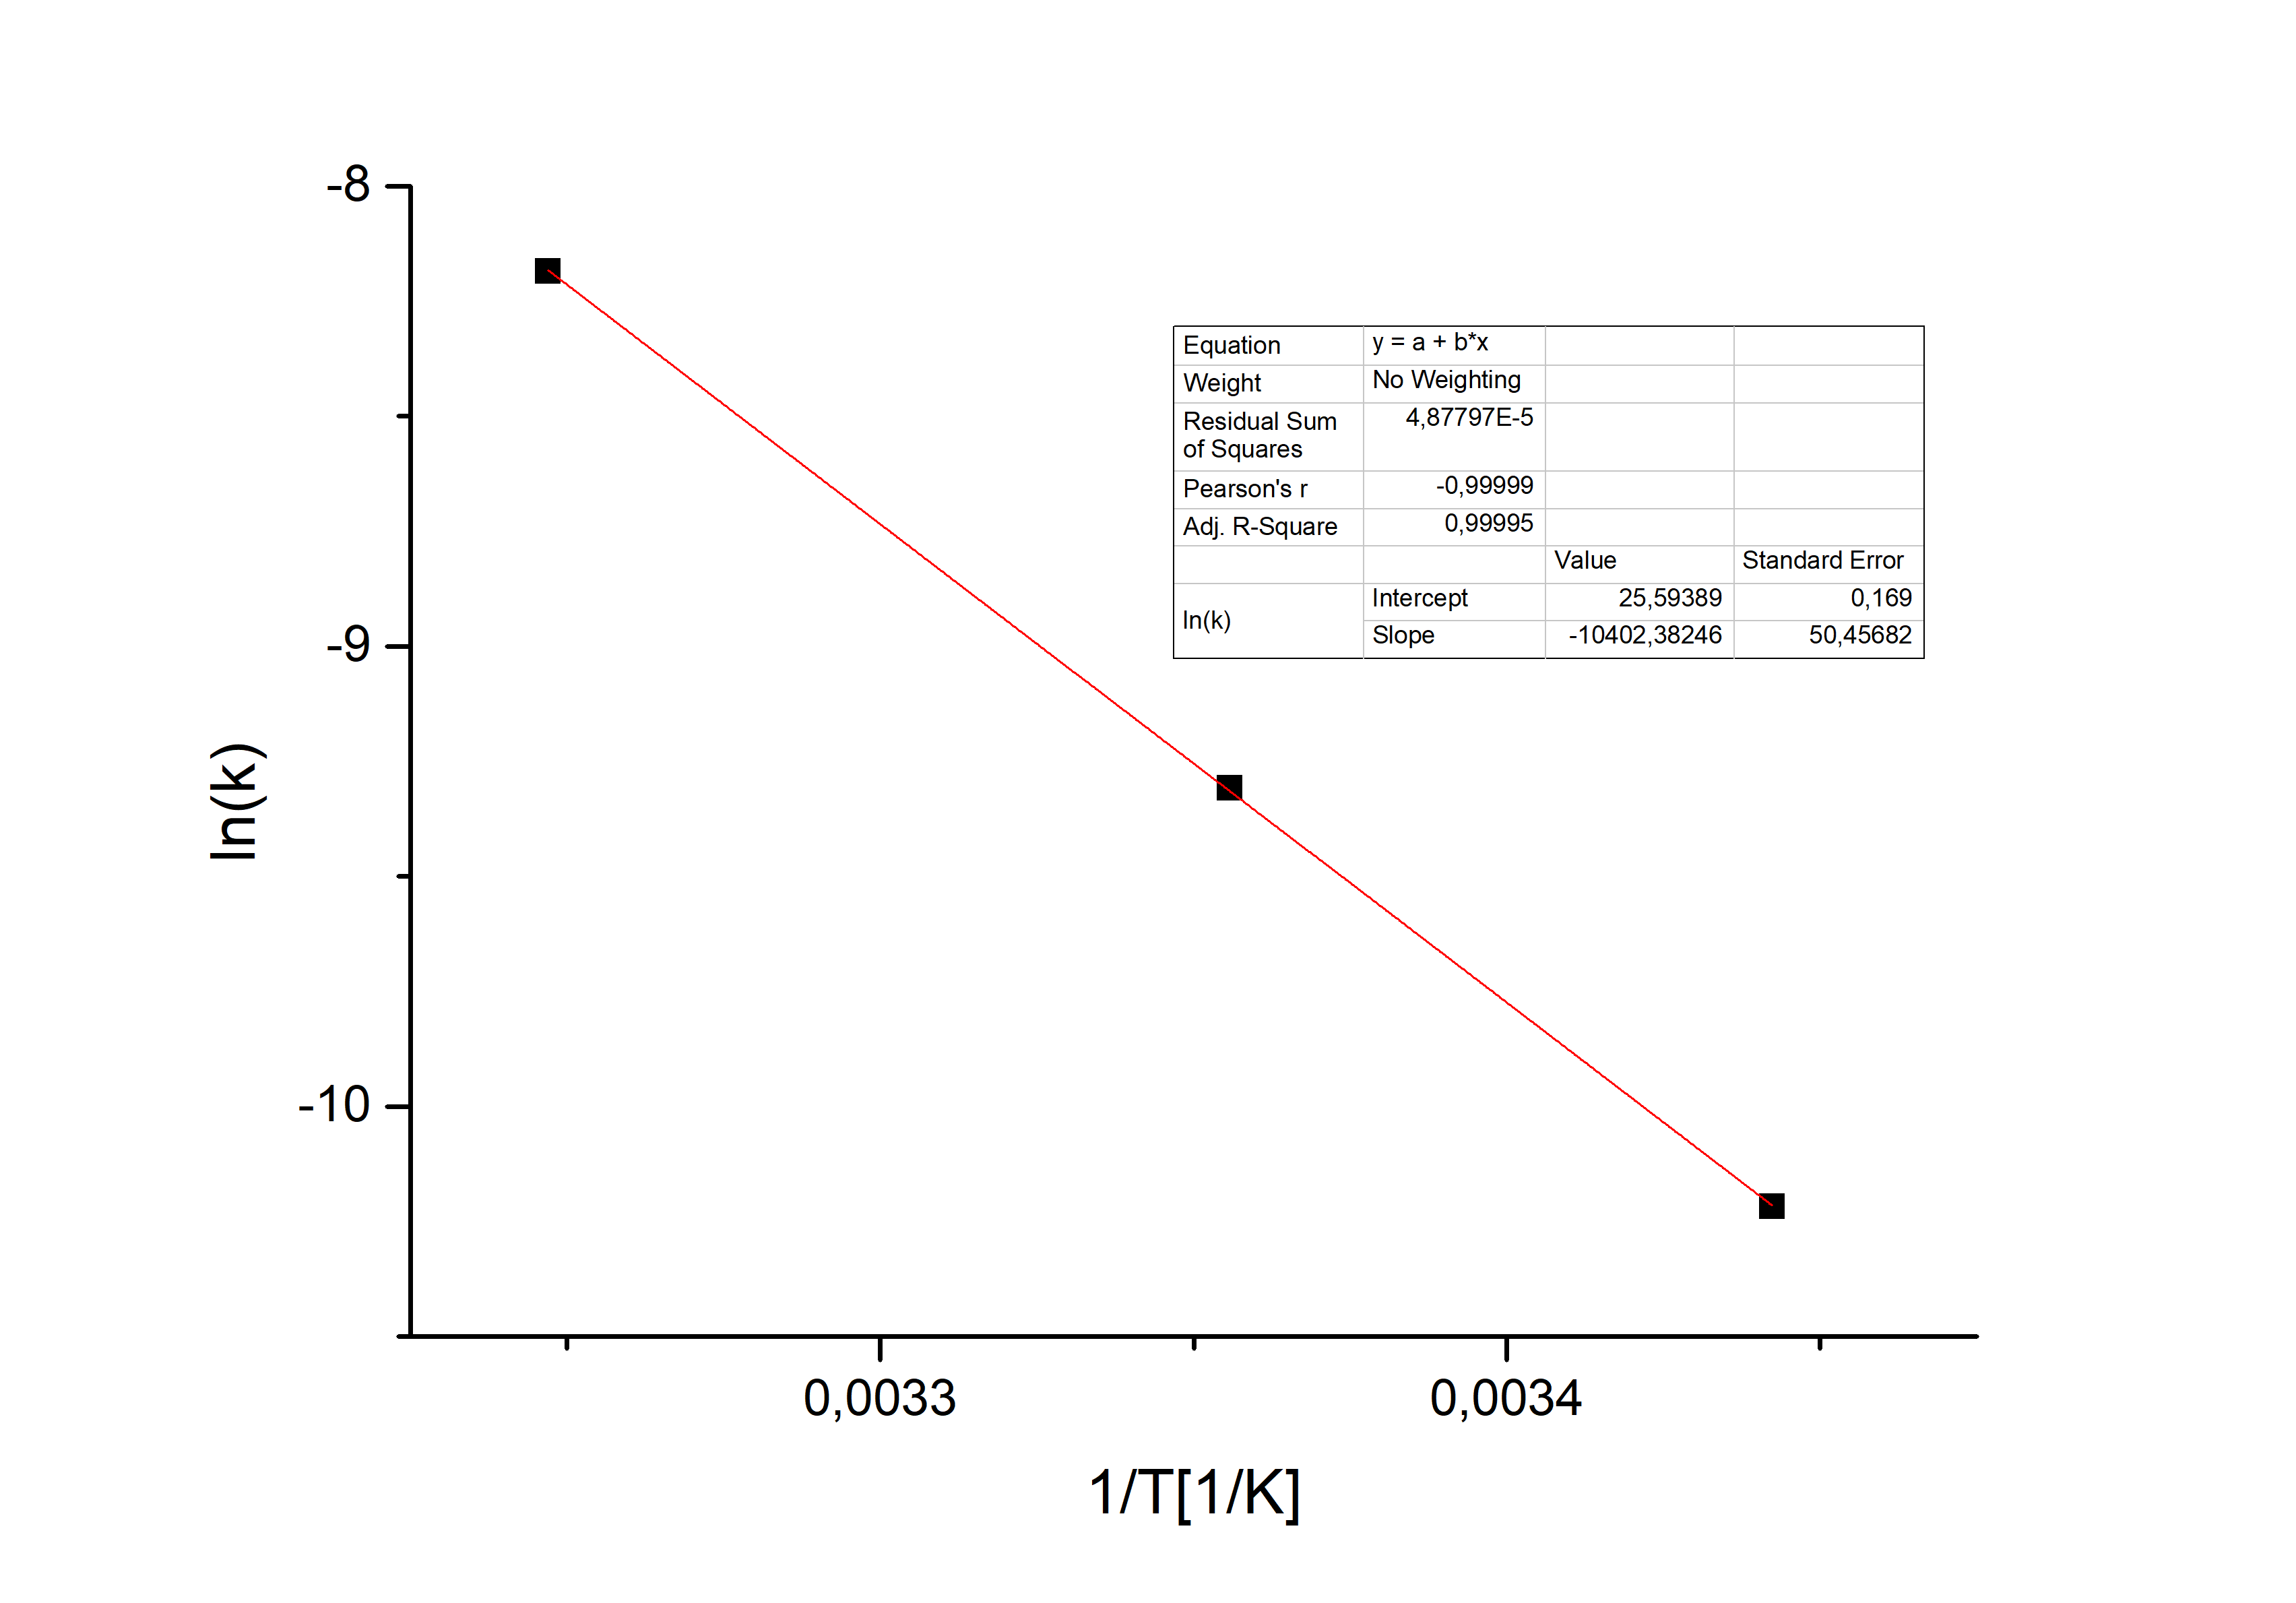 -8
-9
-10
ln(k)
0,0033
0,0034
1/T[1/K]
Equation y = a + b*x
Weight No Weighting
Residual Sum of Squares 4,87797E-5
Pearson's r -0,99999
Adj. R-Square 0,99995
Value Standard Error
ln(k) Intercept 25,59389 0,169
Slope -10402,38246 50,45682